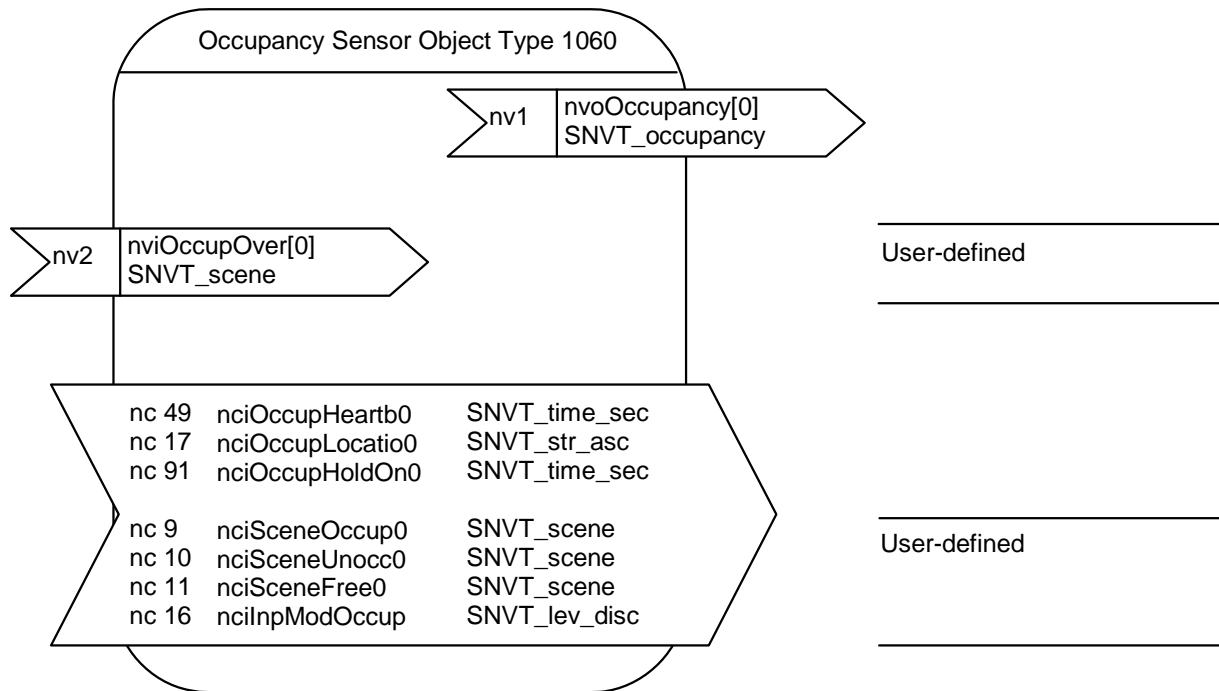 Occupancy Sensor Object Type 1060
nv1
nvoOccupancy[0]
SNVT_occupancy
nv2
nviOccupOver[0]
SNVT_scene
User-defined
nc 49 nciOccupHeartb0 SNVT_time_sec
nc 17 nciOccupLocatio0 SNVT_str_asc
nc 91 nciOccupHoldOn0 SNVT_time_sec
nc 9 nciSceneOccup0 SNVT_scene
User-defined
nc 10 nciSceneUnocc0 SNVT_scene
nc 11 nciSceneFree0 SNVT_scene
nc 16 nciInpModOccup SNVT_lev_disc